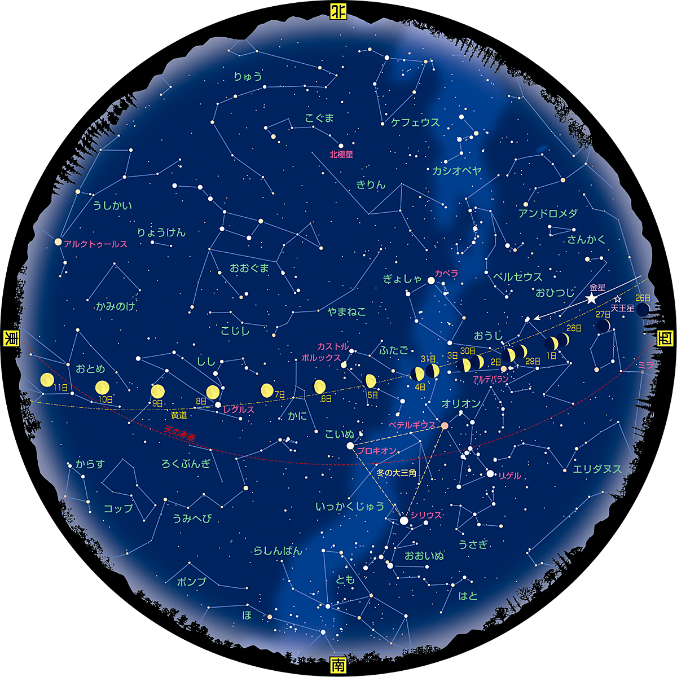 北
りゅう
こぐま
ケフェウス
北極星
カシオペヤ
きりん
うしかい
アンドロメダ
りょうけん
アルクトゥールス
さんかく
おおぐま
カペラ
ぎょしゃ
ペルセウス
金星
おひつじ
26日
天王星
かみのけ
やまねこ
27日
こじし
おうじ
28日
東
西
カストル
ポルックス
ふたご
31日
3日
30日
1日
2日
29日
しし
ミラ
おとめ
アルデバラン
11日
10日
9日
8日
7日
6日
5日
4日
レグルス
黄道
かに
オリオン
天の赤道
こいぬ
ベテルギウス
プロキオン
からす
ろくぶんぎ
冬の大三角
リゲル
エリダヌス
コップ
うみへび
いっかくじゅう
シリウス
らしんばん
おおいぬ
うさぎ
ポンプ
とも
はと
ほ
南